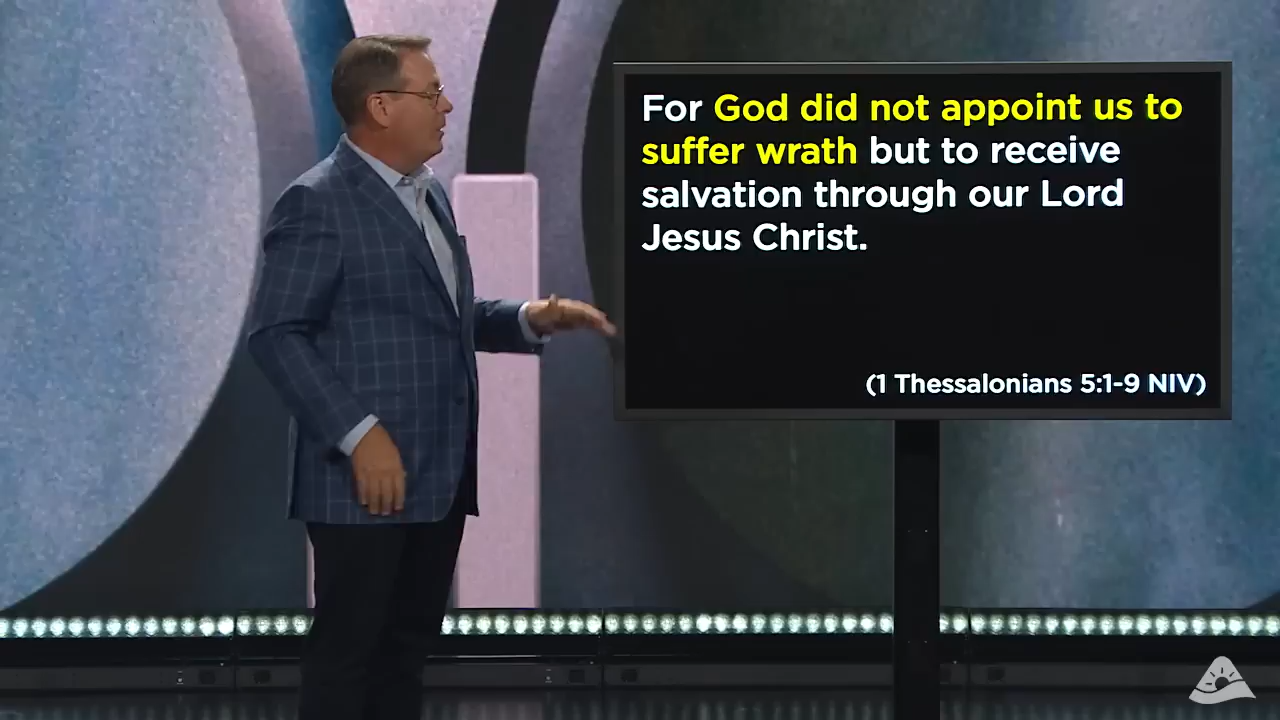 For God did not appoint us to
suffer wrath but to receive
salvation through our Lord
Jesus Christ.
(1 Thessalonians 5:1-9 NIV)